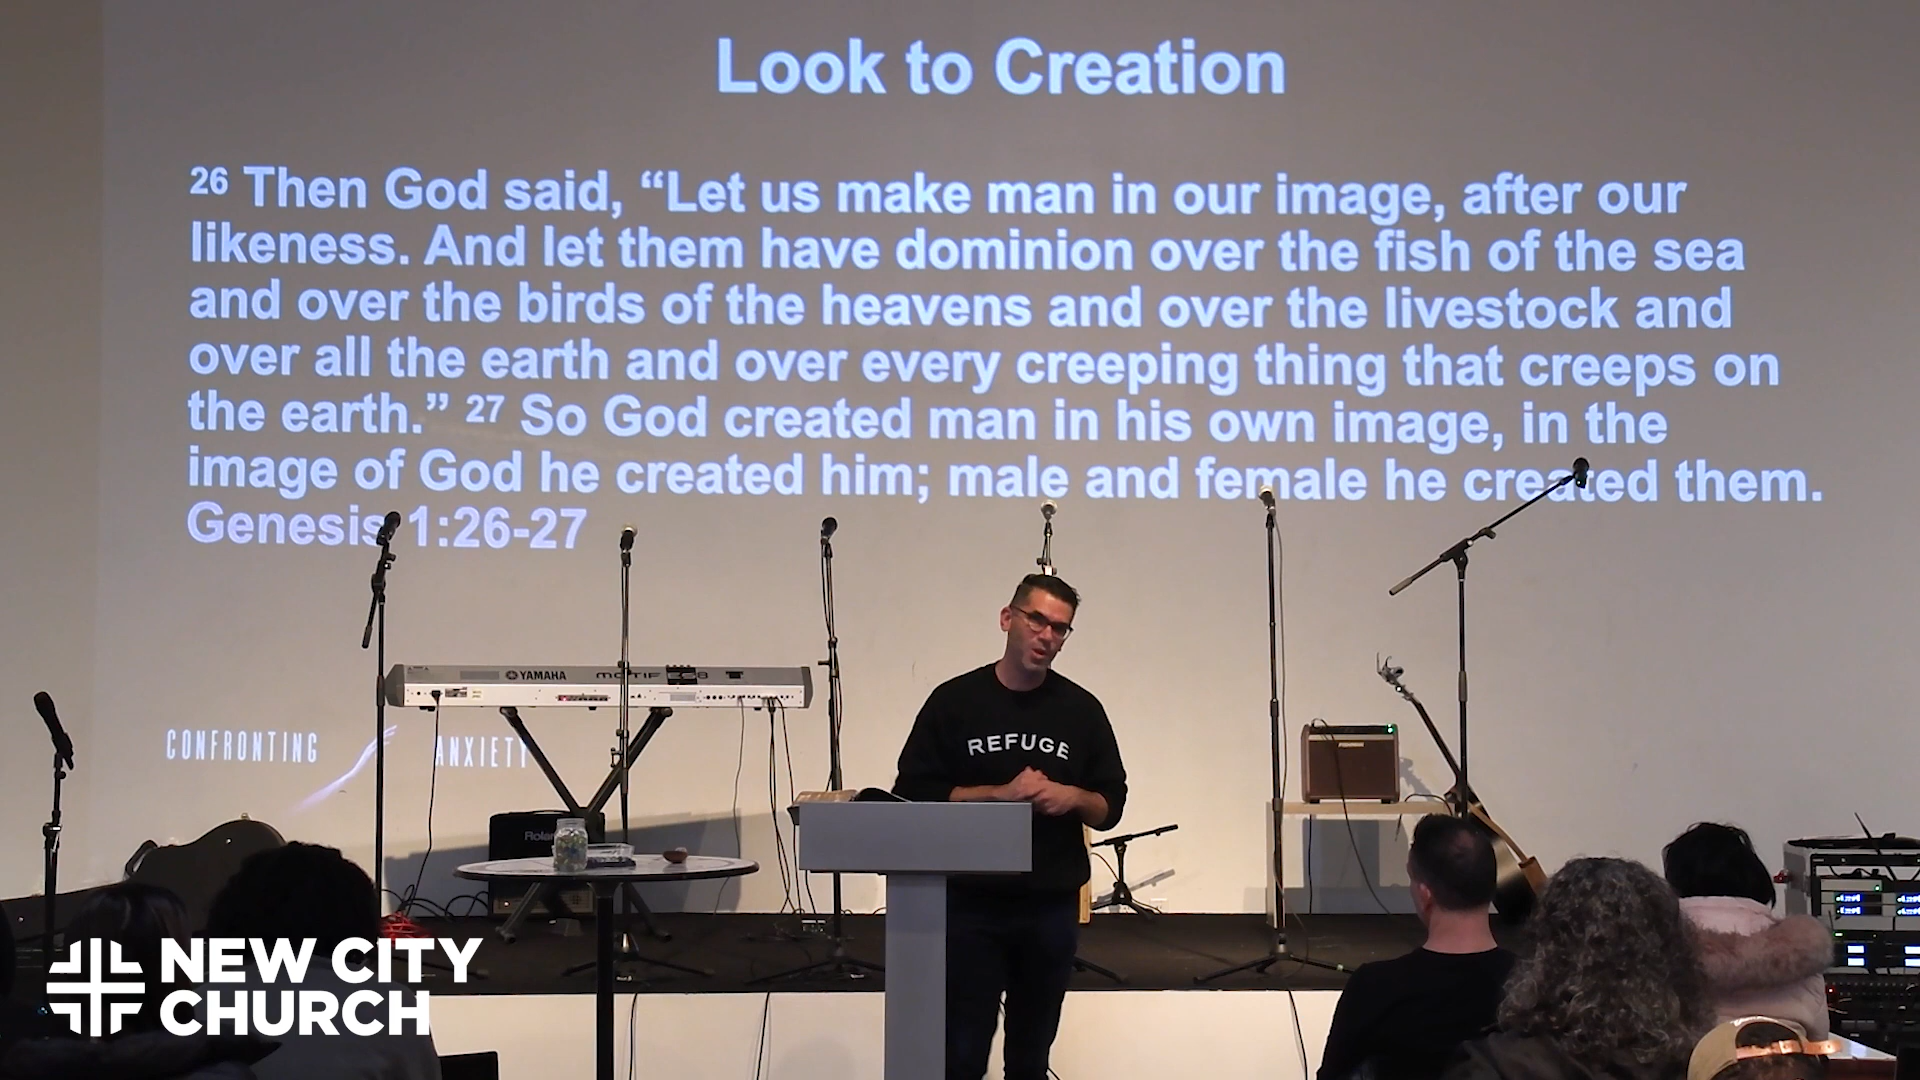 Look to Creation
26 Then God said, “Let us make man in our image, after our
likeness. And let them have dominion over the fish of the sea
and over the birds of the heavens and over the livestock and
over all the earth and over every creeping thing that creeps on
the earth.” 27 So God created man in his own image, in the
image of God he created him; male and female he created them.
Genesis 1:26-27
YAMAHA MOTIF ES8
REFUGE
CONFRONTING ANXIETY
Roland
NEW CITY
CHURCH